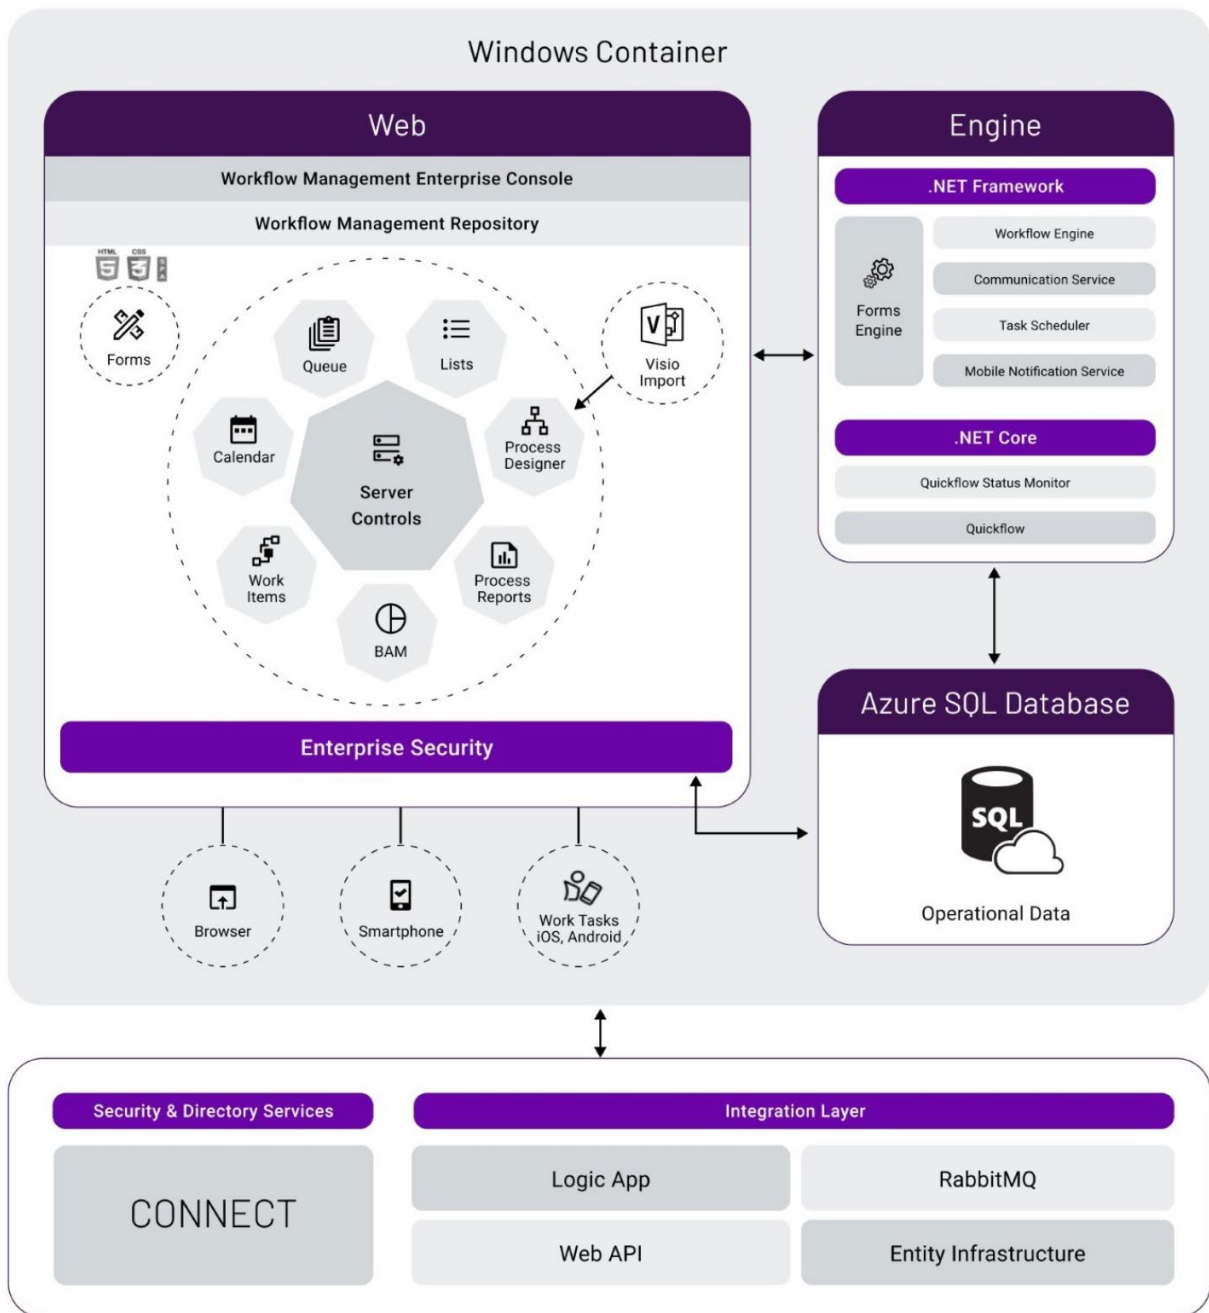 Windows Container
Web
Workflow Management Enterprise Console
Workflow Management Repository
HTML
5
CSS
3
SPA
Forms
Queue
Lists
V
Visio
Import
Calendar
Server
Controls
Process
Designer
Work
Items
BAM
Process
Reports
Enterprise Security
Browser
Smartphone
Work Tasks
iOS, Android
Engine
.NET Framework
Forms
Engine
Workflow Engine
Communication Service
Task Scheduler
Mobile Notification Service
.NET Core
Quickflow Status Monitor
Quickflow
Azure SQL Database
SQL
Operational Data
Security & Directory Services
CONNECT
Integration Layer
Logic App
RabbitMQ
Web API
Entity Infrastructure